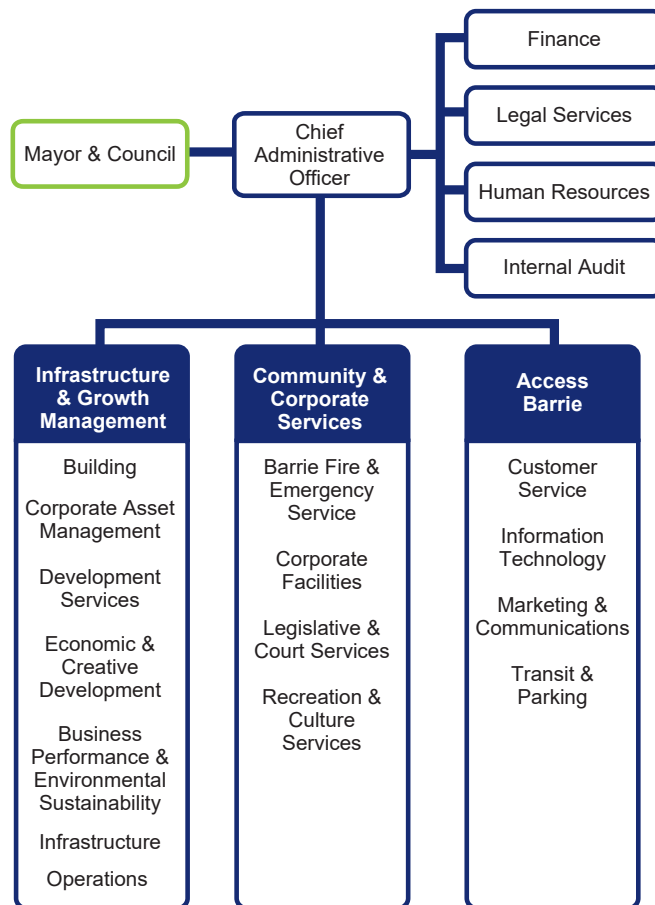 Finance
Legal Services
Mayor & Council
Chief
Administrative
Officer
Human Resources
Internal Audit
Infrastructure
& Growth
Management
Building
Corporate Asset
Management
Development
Services
Economic &
Creative
Development
Business
Performance &
Environmental
Sustainability
Infrastructure
Operations
Community &
Corporate
Services
Barrie Fire &
Emergency
Service
Corporate
Facilities
Legislative &
Court Services
Recreation &
Culture
Services
Access
Barrie
Customer
Service
Information
Technology
Marketing &
Communications
Transit &
Parking